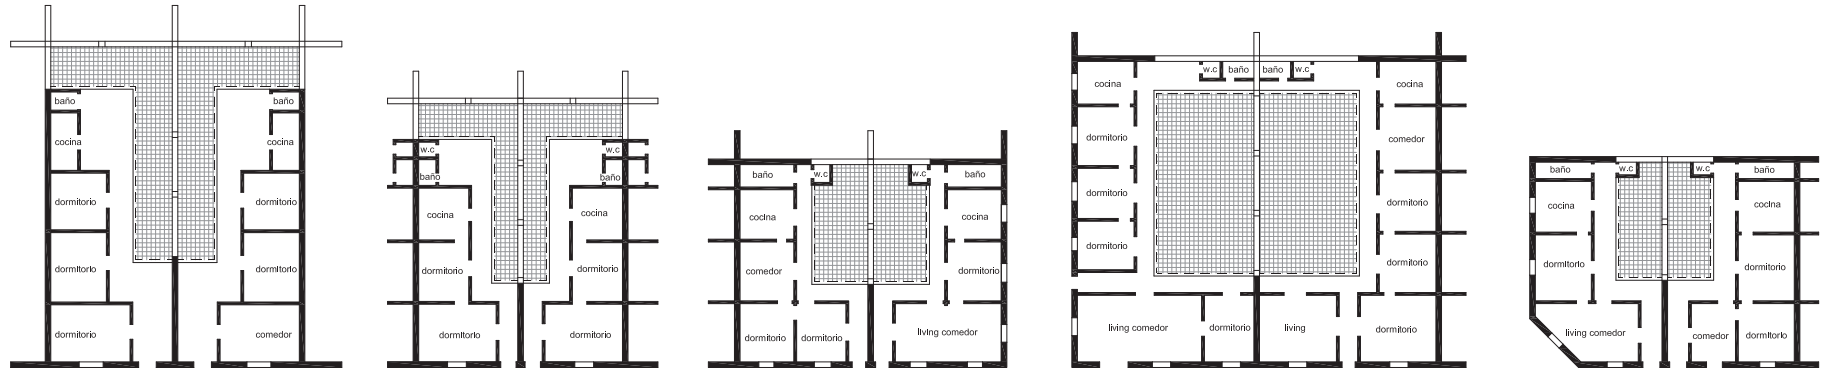 baño baño
cocina cocina
dormitorio dormitorio
dormitorio dormitorio
dormitorio comedor
w.c w.c
baño baño
cocina cocina
dormitorio dormitorio
dormitorio dormitorio
baño w.c w.c baño
cocina cocina
comedor dormitorio
dormitorio dormitorio living comedor
w.c baño baño w.c
cocina cocina
dormitorio comedor
dormitorio dormitorio
dormitorio dormitorio
living comedor dormitorio living dormitorio
baño w.c w.c baño
cocina cocina
dormitorio dormitorio
living comedor comedor dormitorio